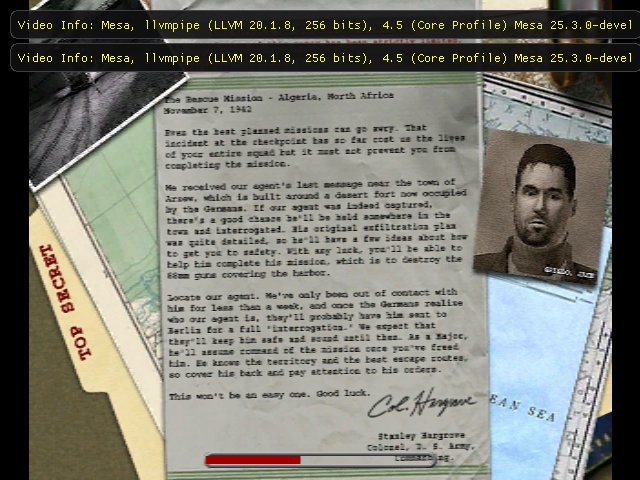 Video Info: Mesa, llvmpipe (LLVM 20.1.8, 256 bits), 4.5 (Core Profile) Mesa 25.3.0-devel
Video Info: Mesa, llvmpipe (LLVM 20.1.8, 256 bits), 4.5 (Core Profile) Mesa 25.3.0-devel
The Rescue Mission - Algeria, North Africa
November 7, 1942
Even the best planned missions can go awry. That
incident at the checkpoint has so far cost us the lives
of your entire squad but it must not prevent you from
completing the mission.
We received our agent's last message near the town of
Arzew, which is built around a desert fort now occupied
by the Germans. If our agent was indeed captured,
there's a good chance he'll be held somewhere in the
town and interrogated. His original exfiltration plan
was quite detailed, so he'll have a few ideas about how
to get you to safety. With any luck, you'll be able to
help him complete his mission, which is to destroy the
88mm guns covering the harbor.
Locate our agent. We've only been out of contact with
him for less than a week, and once the Germans realize
who our agent is, they'll probably have him sent to
Berlin for a full 'interrogation.' We expect that
they'll keep him safe and sound until then. As a Major,
he'll assume command of the mission once you've freed
him. He knows the territory and the best escape routes,
so cover his back and pay attention to his orders.
This won't be an easy one. Good luck.
Col. Hargrove
Stanley Hargrove
Colonel, U. S. Army,
Commanding.
TOP SECRET
GRILLO, JACK
EAN SEA